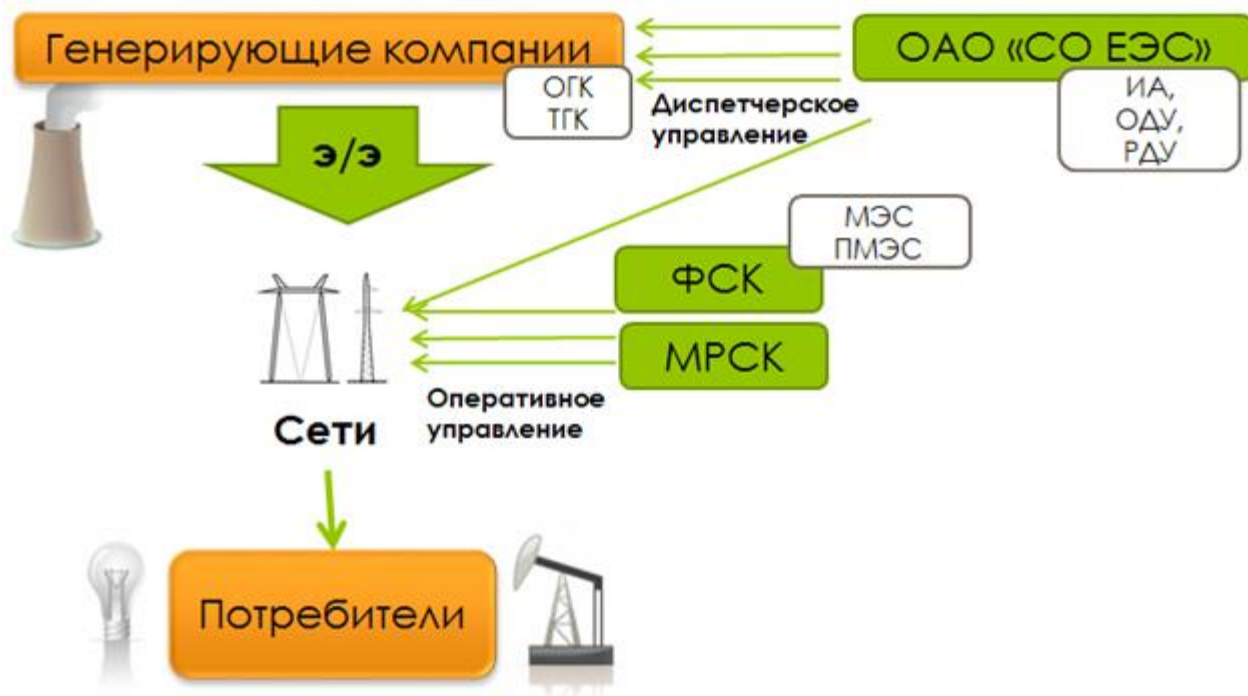 Генерирующие компании
ОГК
ТГК
ОАО «СО ЕЭС»
ИА,
ОДУ,
РДУ
Диспетчерское
управление
э/э
МЭС
ПМЭС
ФСК
МРСК
Оперативное
управление
Сети
Потребители